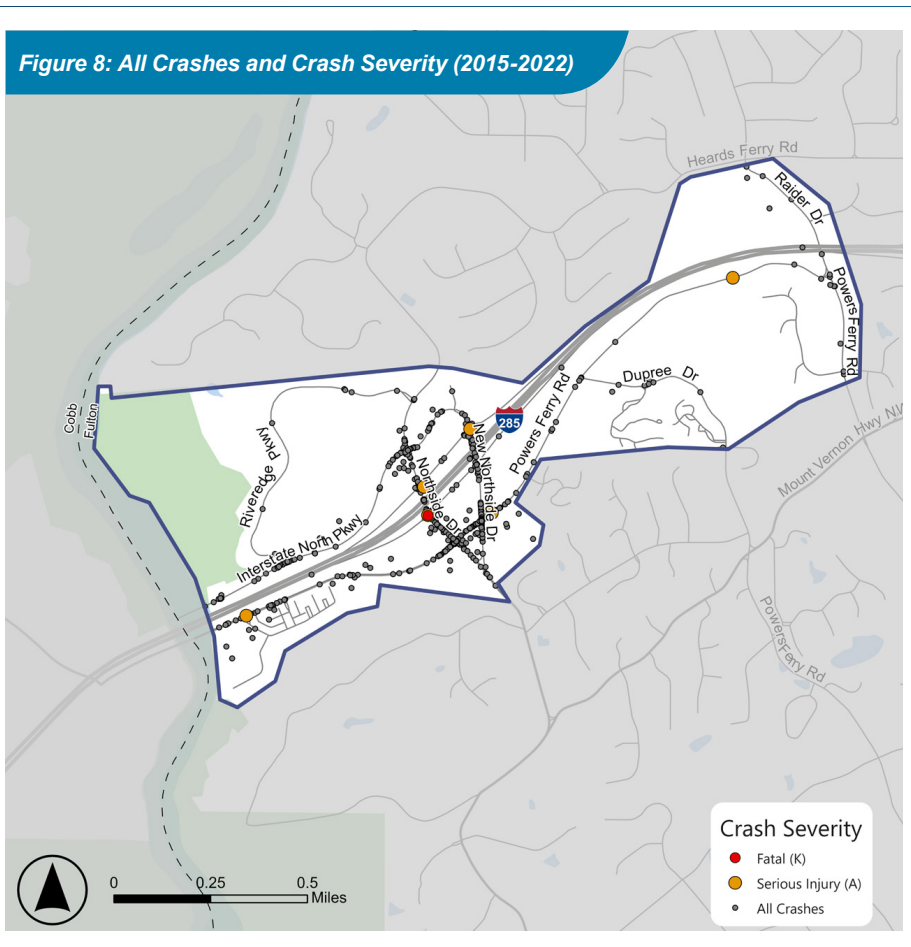 Figure 8: All Crashes and Crash Severity (2015-2022)
Heards Ferry Rd
Raider Dr
Powers Ferry Rd
Dupree Dr
285
Powers Ferry Rd
Cobb
Fulton
Riveredge Pkwy
Northside Dr
New Northside Dr
Interstate North Pkwy
Mount Vernon Hwy NW
Powers Ferry Rd
Crash Severity
Fatal (K)
Serious Injury (A)
All Crashes
0 0.25 0.5
Miles